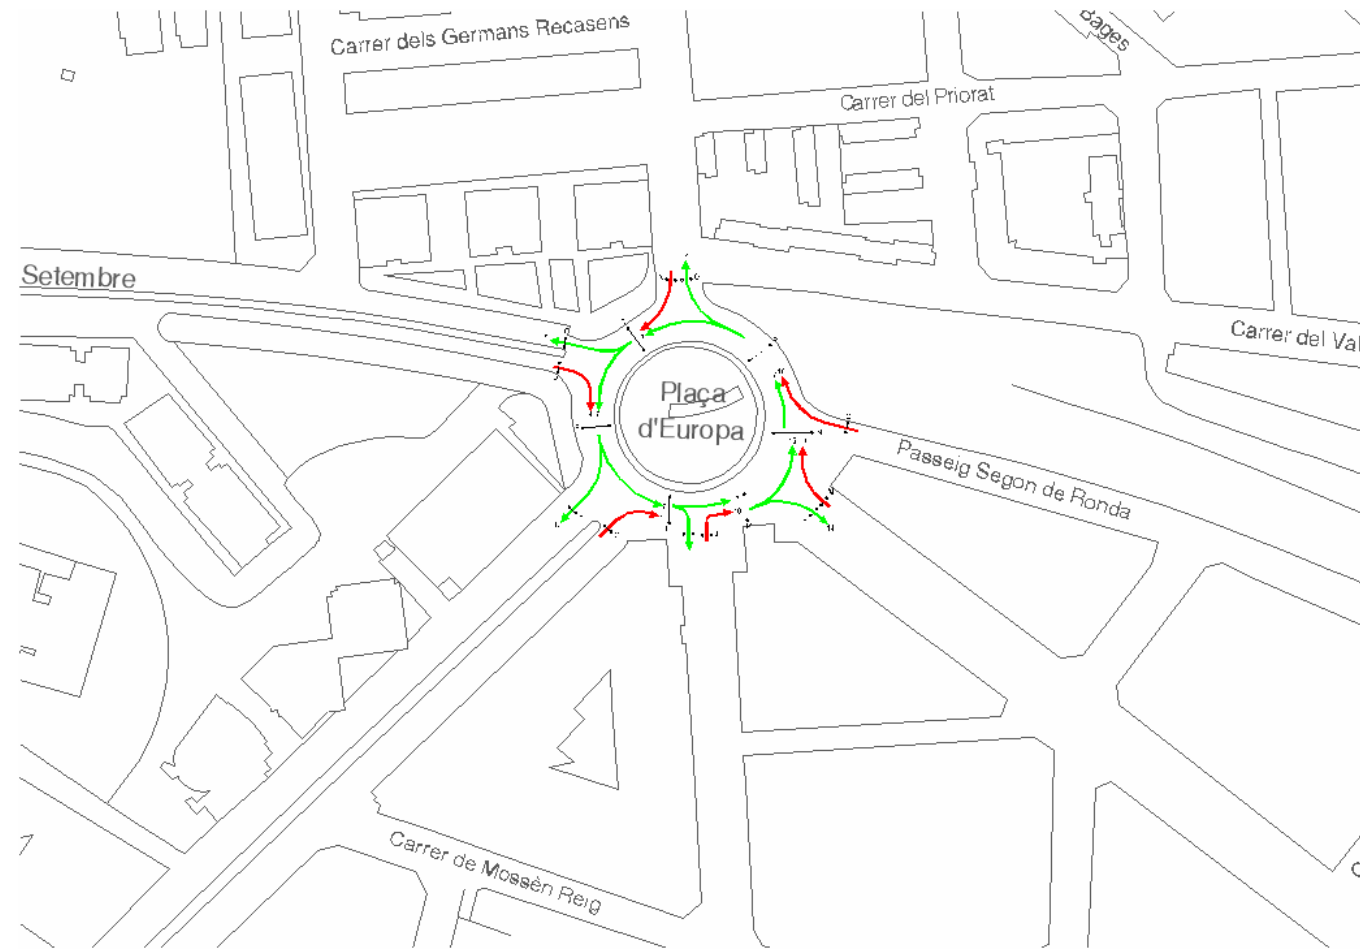 Bages
Carrer dels Germans Recasens
Carrer del Priorat
Setembre
Carrer del Val
Plaça
d'Europa
Passeig Segon de Ronda
Carrer de Mossèn Reig